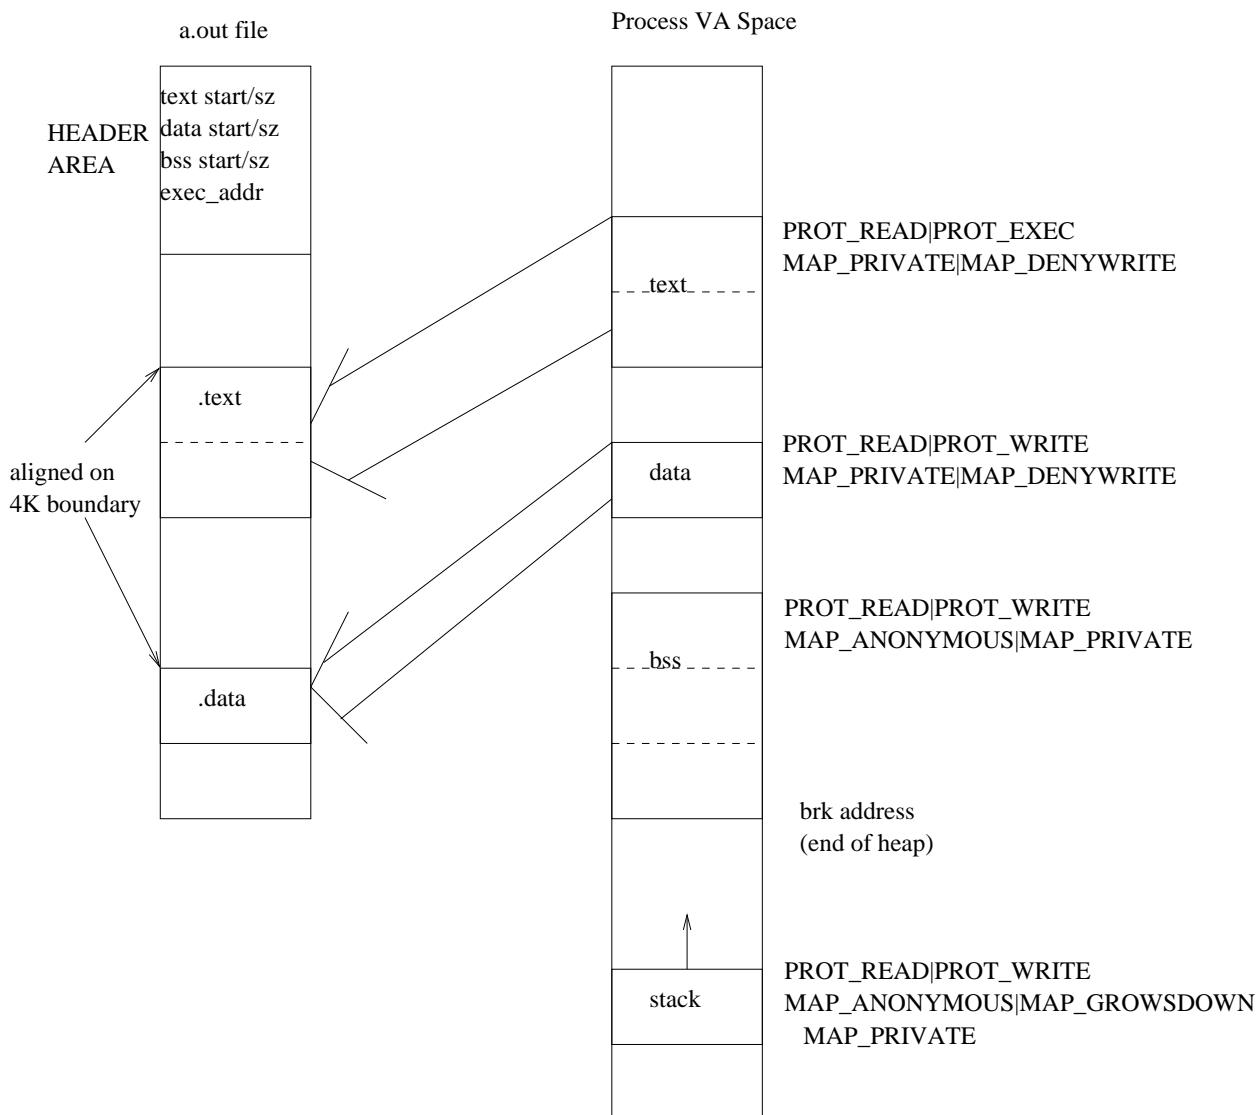 a.out file
Process VA Space
HEADER
AREA
text start/sz
data start/sz
bss start/sz
exec_addr
PROT_READ|PROT_EXEC
MAP_PRIVATE|MAP_DENYWRITE
text
.text
aligned on
4K boundary
PROT_READ|PROT_WRITE
MAP_PRIVATE|MAP_DENYWRITE
data
PROT_READ|PROT_WRITE
MAP_ANONYMOUS|MAP_PRIVATE
bss
.data
brk address
(end of heap)
PROT_READ|PROT_WRITE
MAP_ANONYMOUS|MAP_GROWSDOWN
MAP_PRIVATE
stack